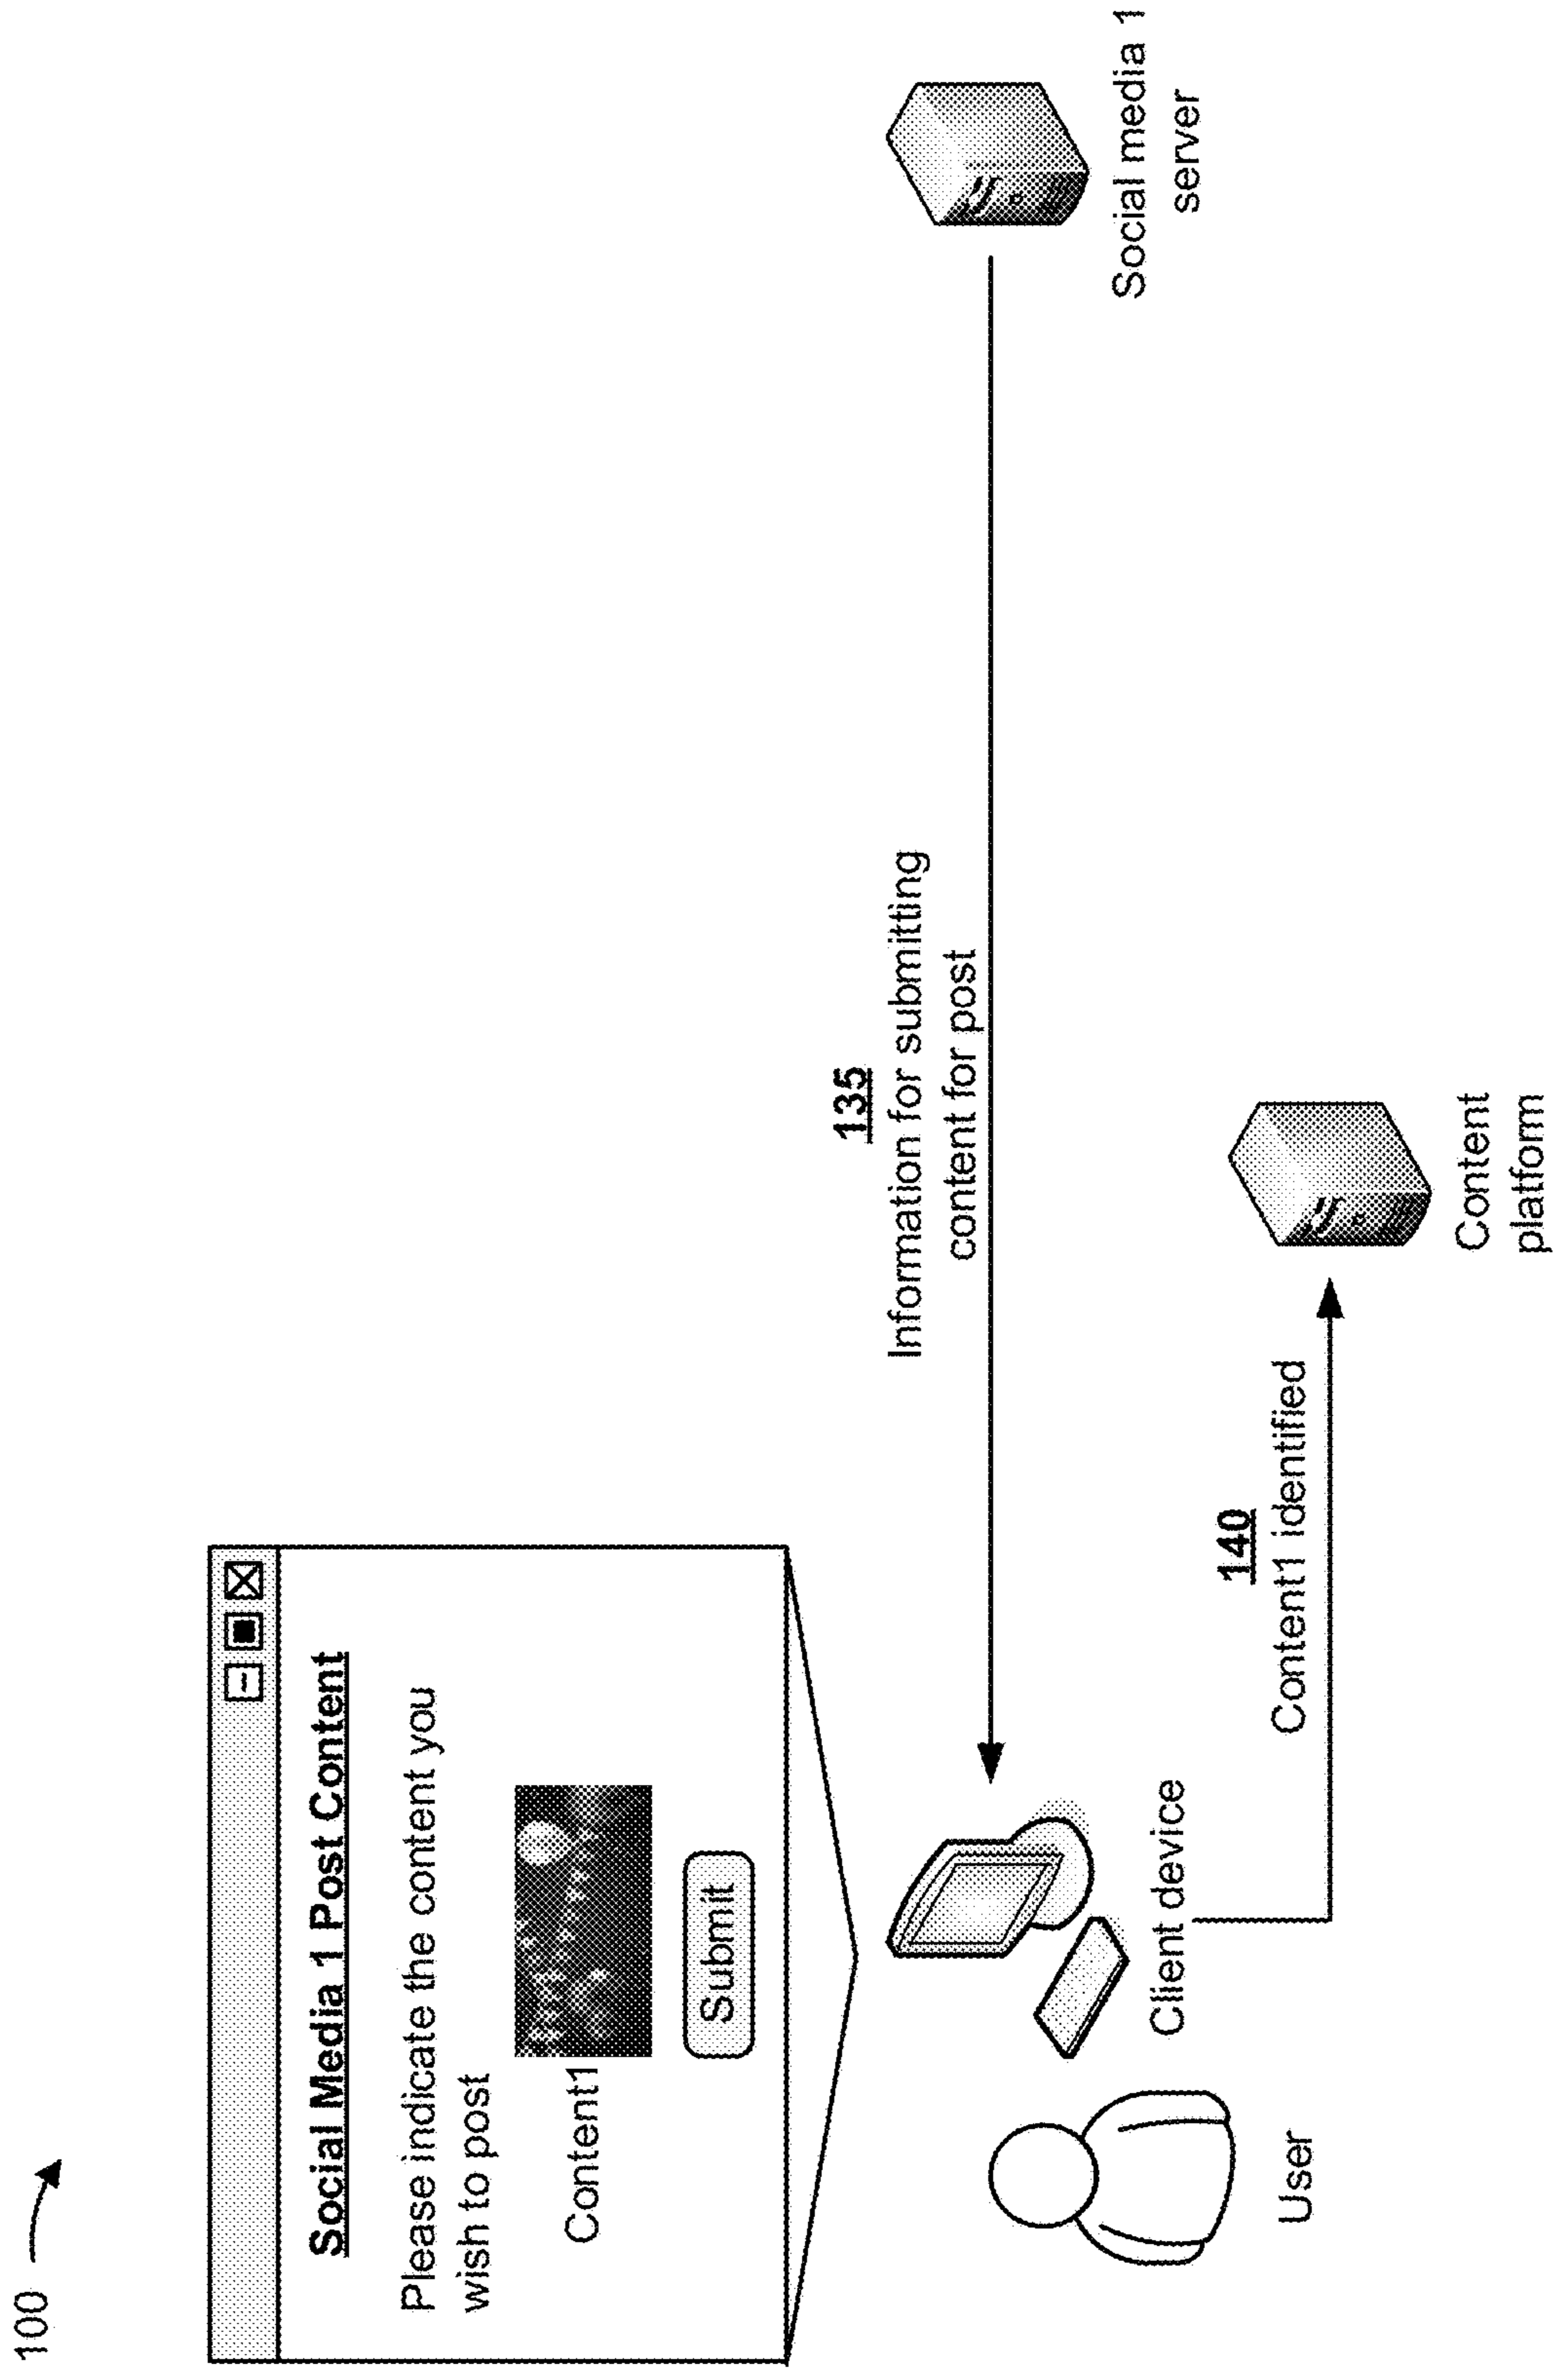 100
Social Media 1 Post Content
Please indicate the content you
wish to post
Content1
Submit
135
Information for submitting
content for post
Social media 1
server
User
Client device
140
Content1 identified
Content
platform